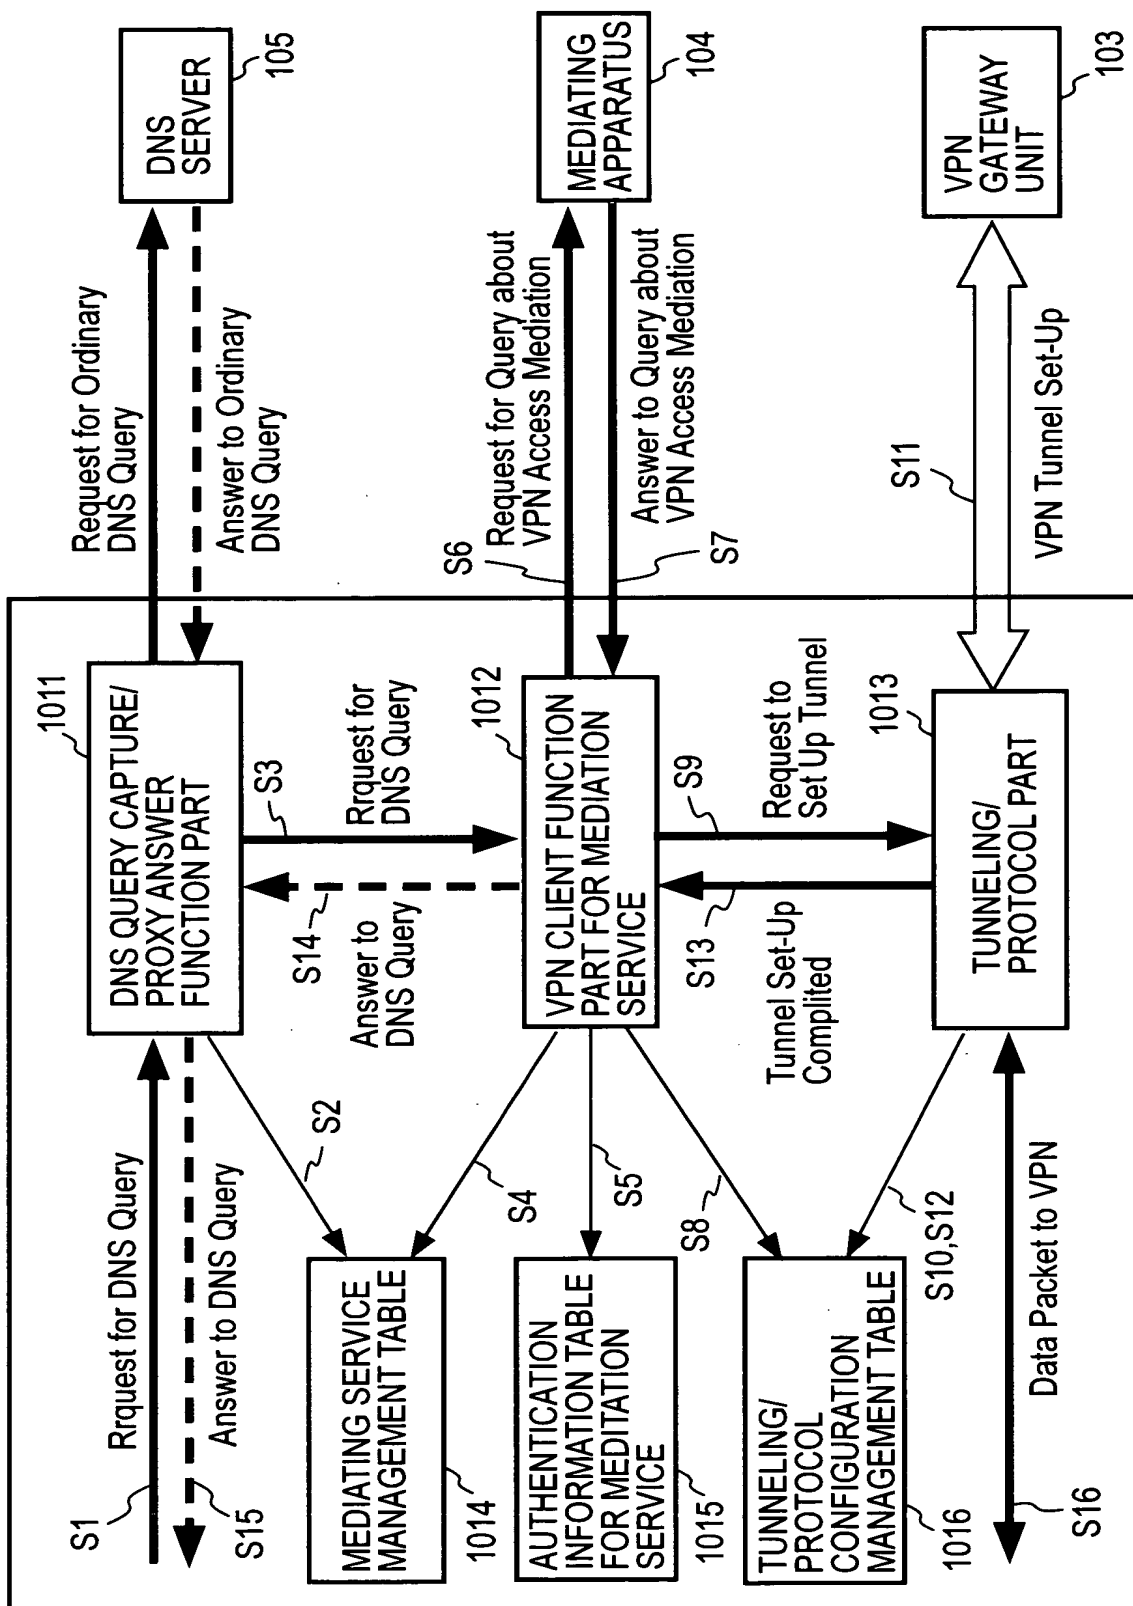 DNS
SERVER
105
Request for Ordinary
DNS Query
Answer to Ordinary
DNS Query
MEDIATING
APPARATUS
104
Request for Query about
VPN Access Mediation
Answer to Query about
VPN Access Mediation
S6
S7
VPN
GATEWAY
UNIT
103
S11
VPN Tunnel Set-Up
1011
DNS QUERY CAPTURE/
PROXY ANSWER
FUNCTION PART
S3
Rrquest for
DNS Query
S14
Answer to
DNS Query
1012
VPN CLIENT FUNCTION
PART FOR MEDIATION
SERVICE
S9
Request to
Set Up Tunnel
S13
Tunnel Set-Up
Complited
1013
TUNNELING/
PROTOCOL PART
S1
Rrquest for DNS Query
Answer to DNS Query
S15
S2
S4
S5
S8
S10,S12
MEDIATING SERVICE
MANAGEMENT TABLE
1014
AUTHENTICATION
INFORMATION TABLE
FOR MEDITATION
SERVICE
1015
TUNNELING/
PROTOCOL
CONFIGURATION
MANAGEMENT TABLE
1016
Data Packet to VPN
S16